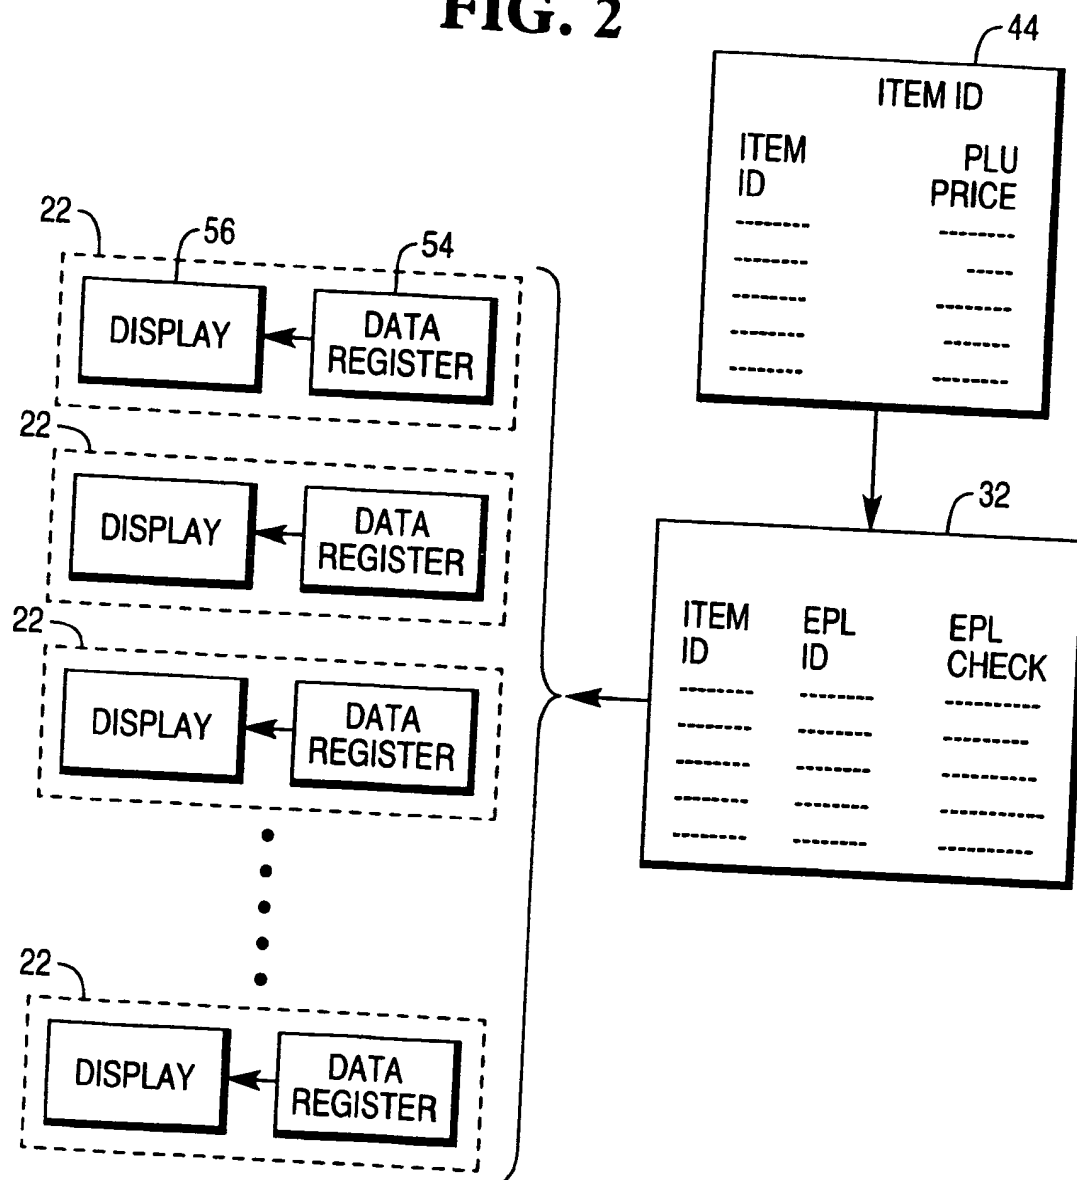 FIG. 2
44
ITEM ID
ITEM ID
PLU PRICE
22
56
54
DISPLAY
DATA REGISTER
22
DISPLAY
DATA REGISTER
32
ITEM ID
EPL ID
EPL CHECK
22
DISPLAY
DATA REGISTER
22
DISPLAY
DATA REGISTER